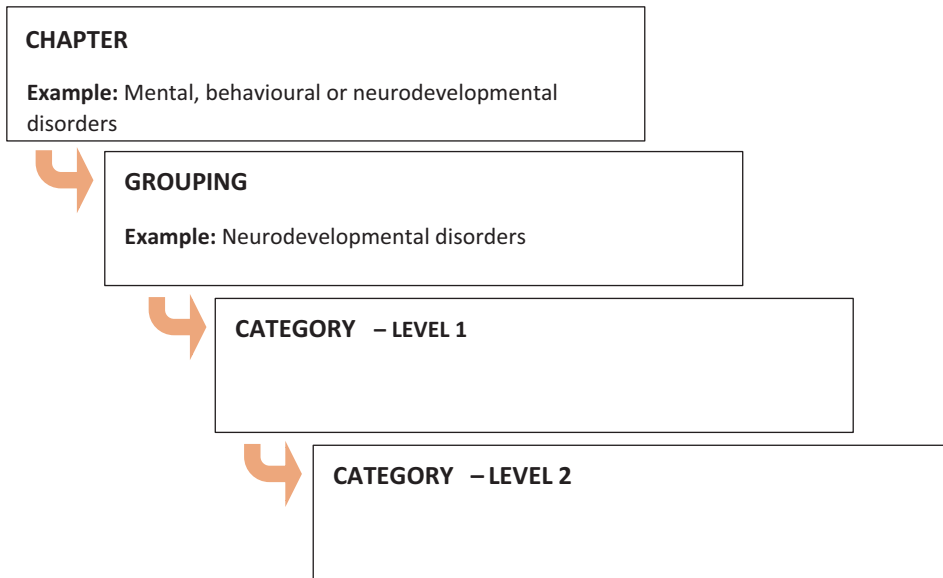 CHAPTER
Example: Mental, behavioural or neurodevelopmental
disorders
GROUPING
Example: Neurodevelopmental disorders
CATEGORY – LEVEL 1
CATEGORY – LEVEL 2